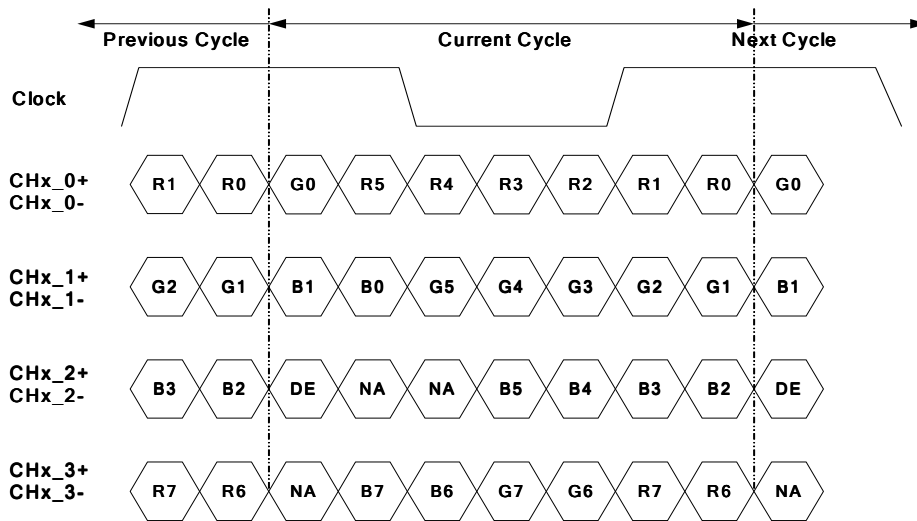 Previous Cycle Current Cycle Next Cycle
Clock
CHx_0+
CHx_0-
R1 R0 G0 R5 R4 R3 R2 R1 R0 G0
CHx_1+
CHx_1-
G2 G1 B1 B0 G5 G4 G3 G2 G1 B1
CHx_2+
CHx_2-
B3 B2 DE NA NA B5 B4 B3 B2 DE
CHx_3+
CHx_3-
R7 R6 NA B7 B6 G7 G6 R7 R6 NA